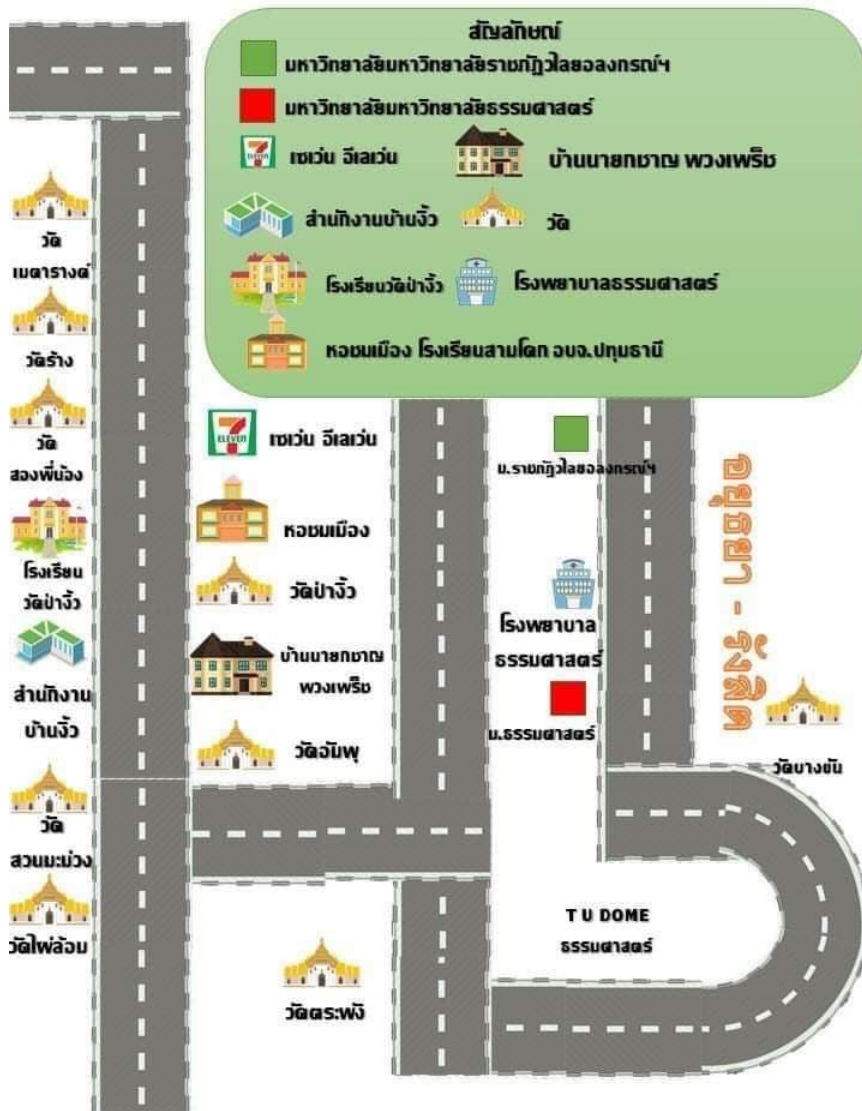 สัญลักษณ์
มหาวิทยาลัยมหาวิทยาลัยราชภัฏวไลยอลงกรณ์ฯ
มหาวิทยาลัยมหาวิทยาลัยธรรมศาสตร์
7 ELEVEN
เซเว่น อีเลเว่น
บ้านนายกชาญ พวงเพ็ชร
สำนักงานบ้านงิ้ว
วัด
โรงเรียนวัดป่างิ้ว
โรงพยาบาลธรรมศาสตร์
หอชมเมือง โรงเรียนสามโคก อบจ.ปทุมธานี
วัด
เมตารางค์
วัดร้าง
วัด
สองพี่น้อง
โรงเรียน
วัดป่างิ้ว
สำนักงาน
บ้านงิ้ว
วัด
สวนมะม่วง
วัดไผ่ล้อม
7 ELEVEN
เซเว่น อีเลเว่น
หอชมเมือง
วัดป่างิ้ว
บ้านนายกชาญ
พวงเพ็ชร
วัดอัมพุ
วัดตระพัง
ม.ราชภัฏวไลยอลงกรณ์ฯ
โรงพยาบาล
ธรรมศาสตร์
ม.ธรรมศาสตร์
อยุธยา - รังสิต
วัดบางขัน
T U DOME
ธรรมศาสตร์